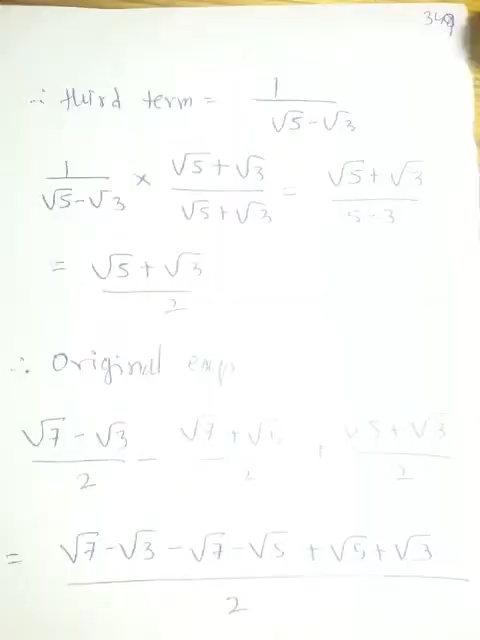 349
∴ third term = 1/(√5-√3)
1/(√5-√3) × (√5+√3)/(√5+√3) = (√5+√3)/(5-3)
= (√5+√3)/2
∴ Original exp
(√7-√3)/2 - (√7+√5)/2 + (√5+√3)/2
= (√7-√3-√7-√5+√5+√3)/2